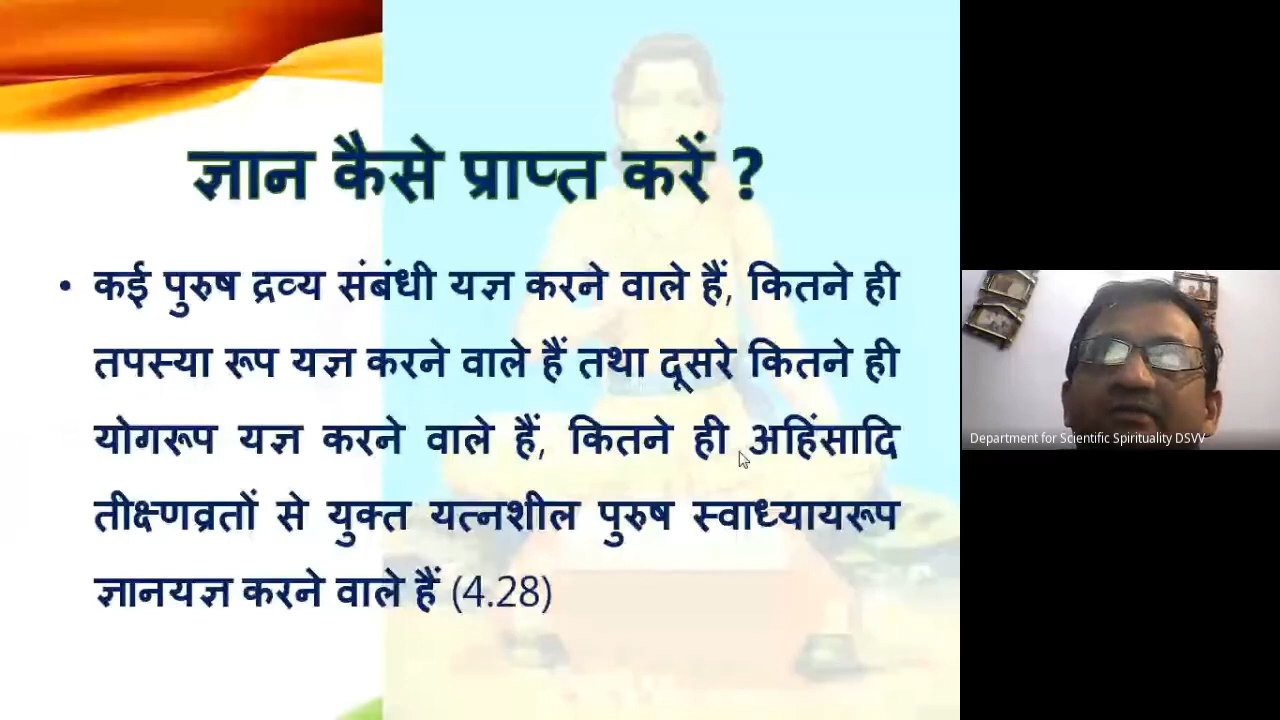 ज्ञान कैसे प्राप्त करें ?
• कई पुरुष द्रव्य संबंधी यज्ञ करने वाले हैं, कितने ही
तपस्या रूप यज्ञ करने वाले हैं तथा दूसरे कितने ही
योगरूप यज्ञ करने वाले हैं, कितने ही अहिंसादि
तीक्ष्णव्रतों से युक्त यत्नशील पुरुष स्वाध्यायरूप
ज्ञानयज्ञ करने वाले हैं (4.28)
Department for Scientific Spirituality DSVV